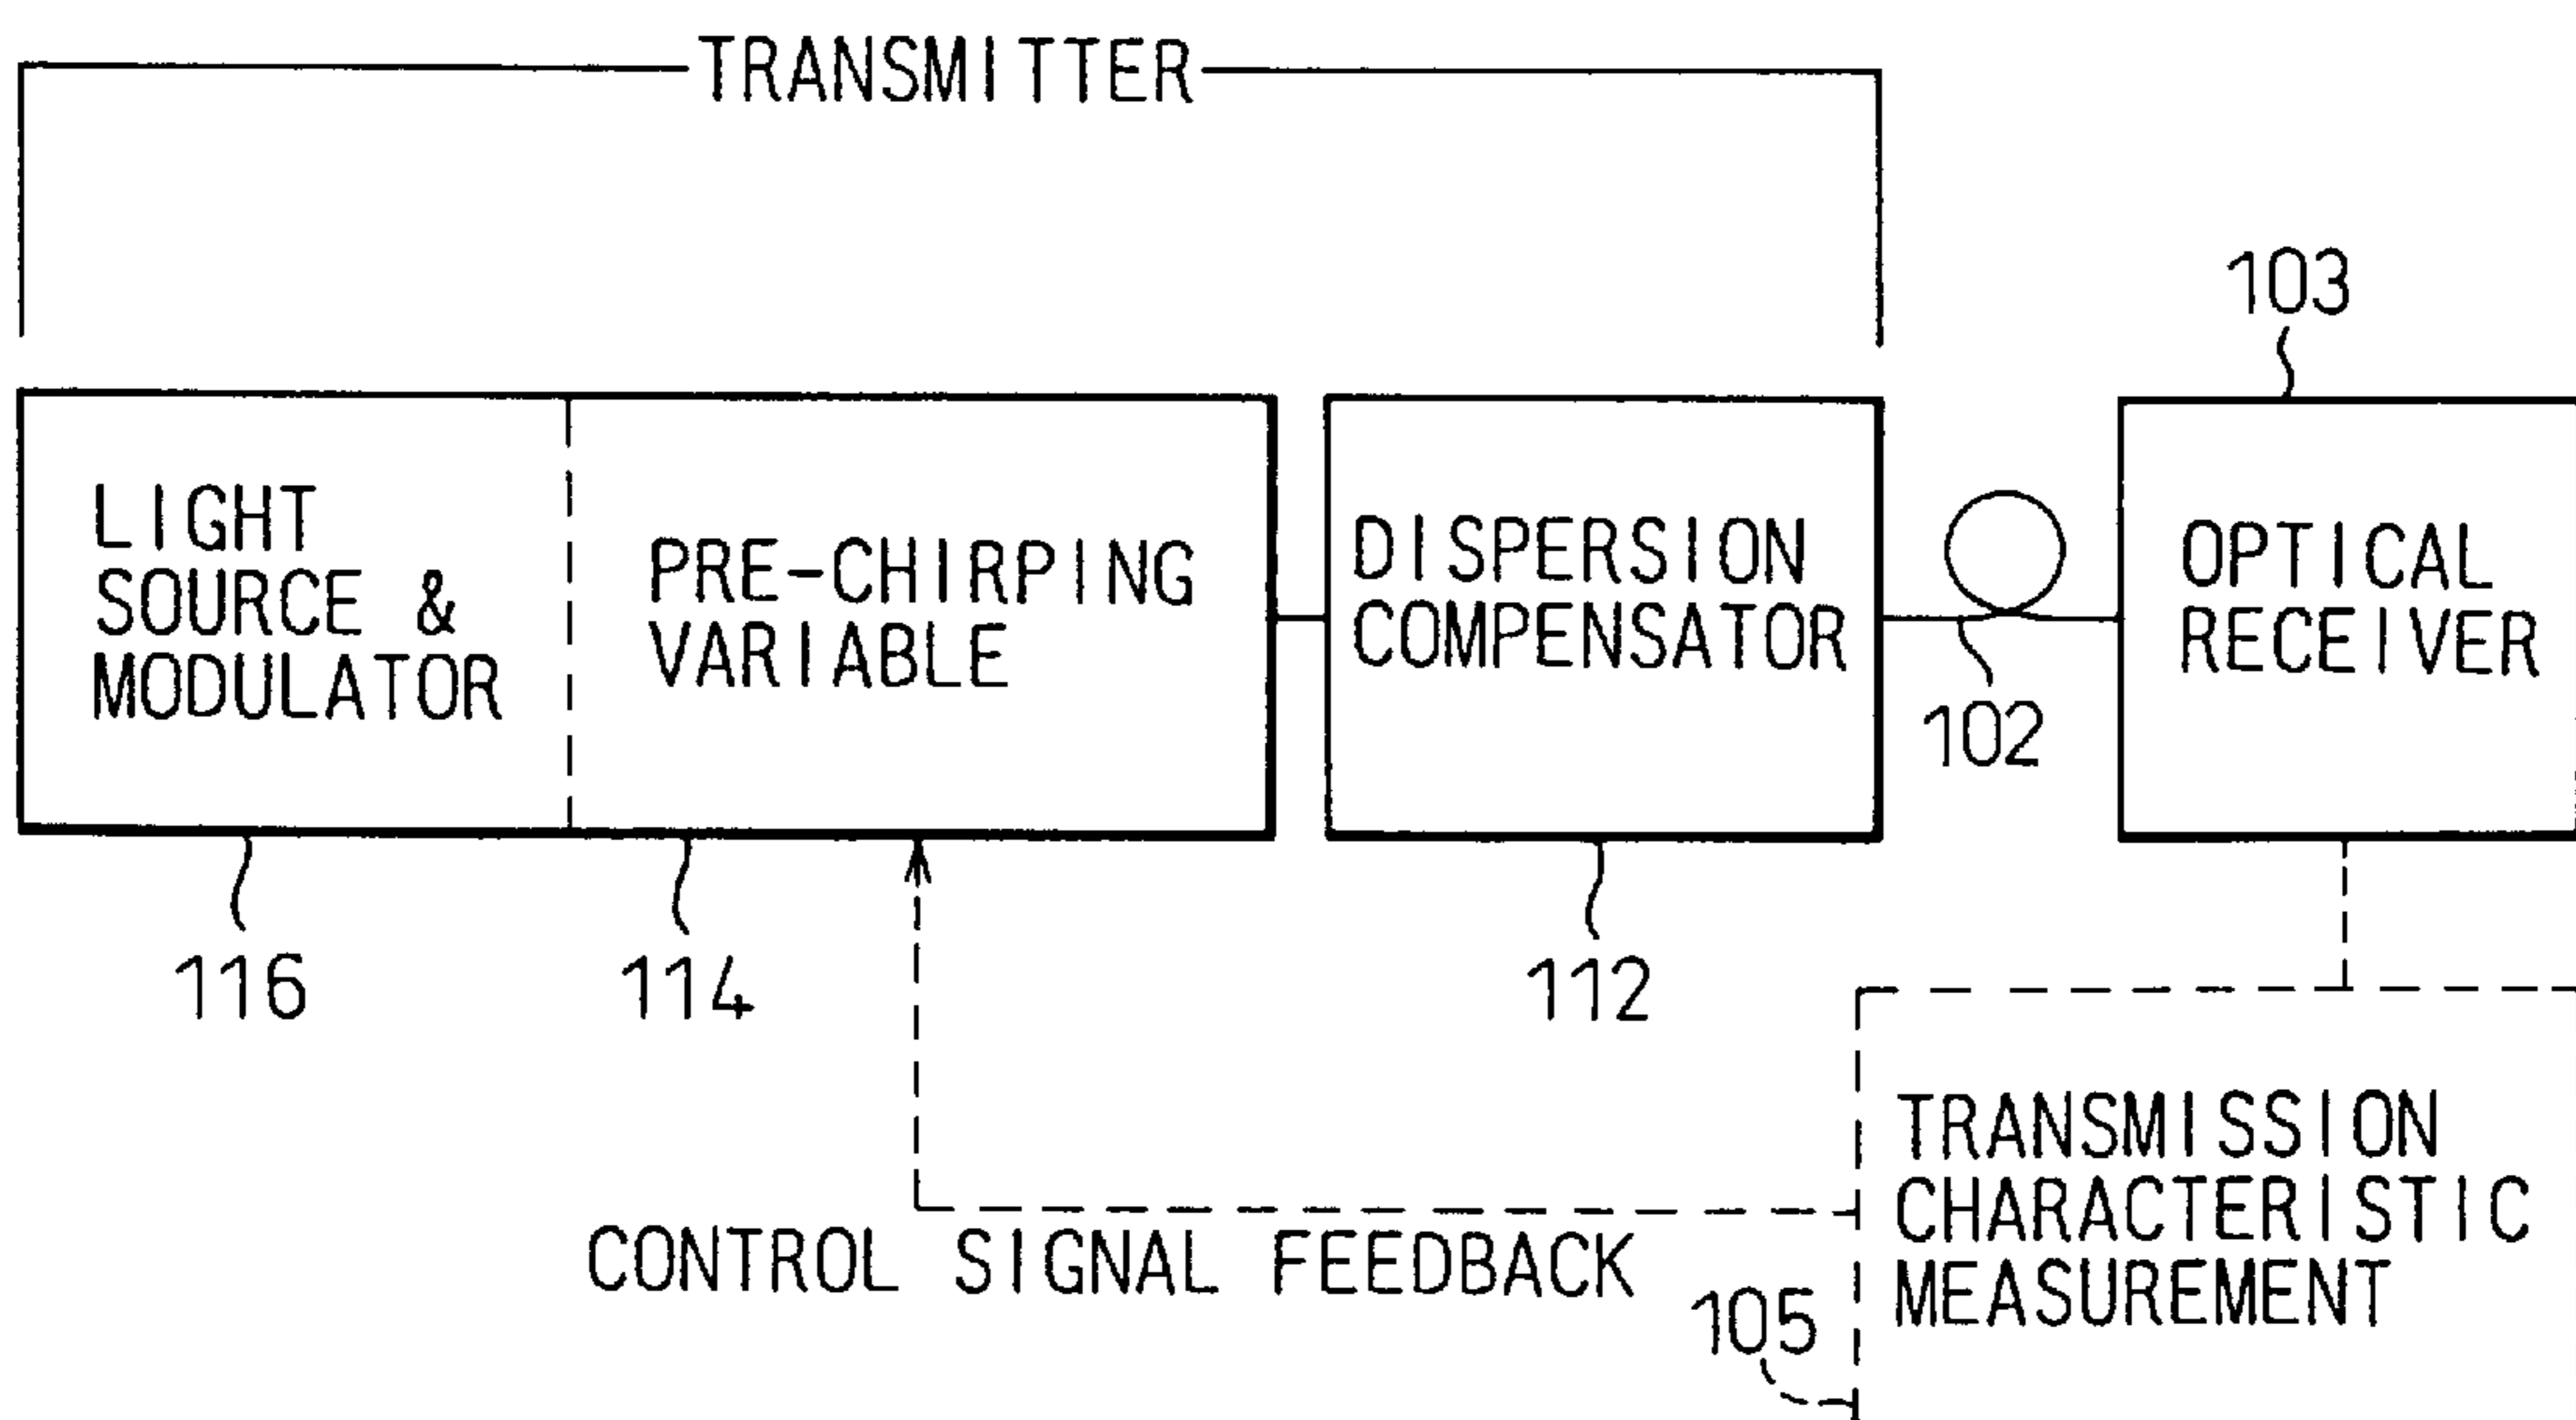 TRANSMITTER
103
LIGHT
SOURCE &
MODULATOR
PRE-CHIRPING
VARIABLE
DISPERSION
COMPENSATOR
OPTICAL
RECEIVER
102
116
114
112
TRANSMISSION
CHARACTERISTIC
MEASUREMENT
CONTROL SIGNAL FEEDBACK
105